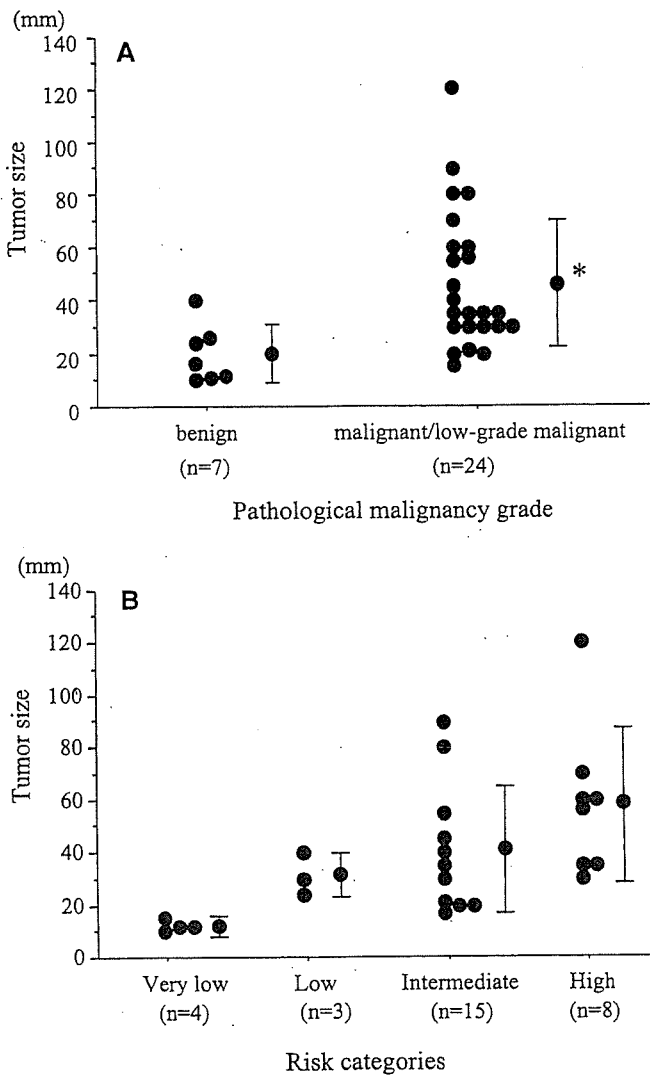 (mm)
A
140
120
100
80
60
40
20
0
Tumor size
*
benign malignant/low-grade malignant
(n=7) (n=24)
Pathological malignancy grade
(mm)
B
140
120
100
80
60
40
20
0
Tumor size
Very low Low Intermediate High
(n=4) (n=3) (n=15) (n=8)
Risk categories